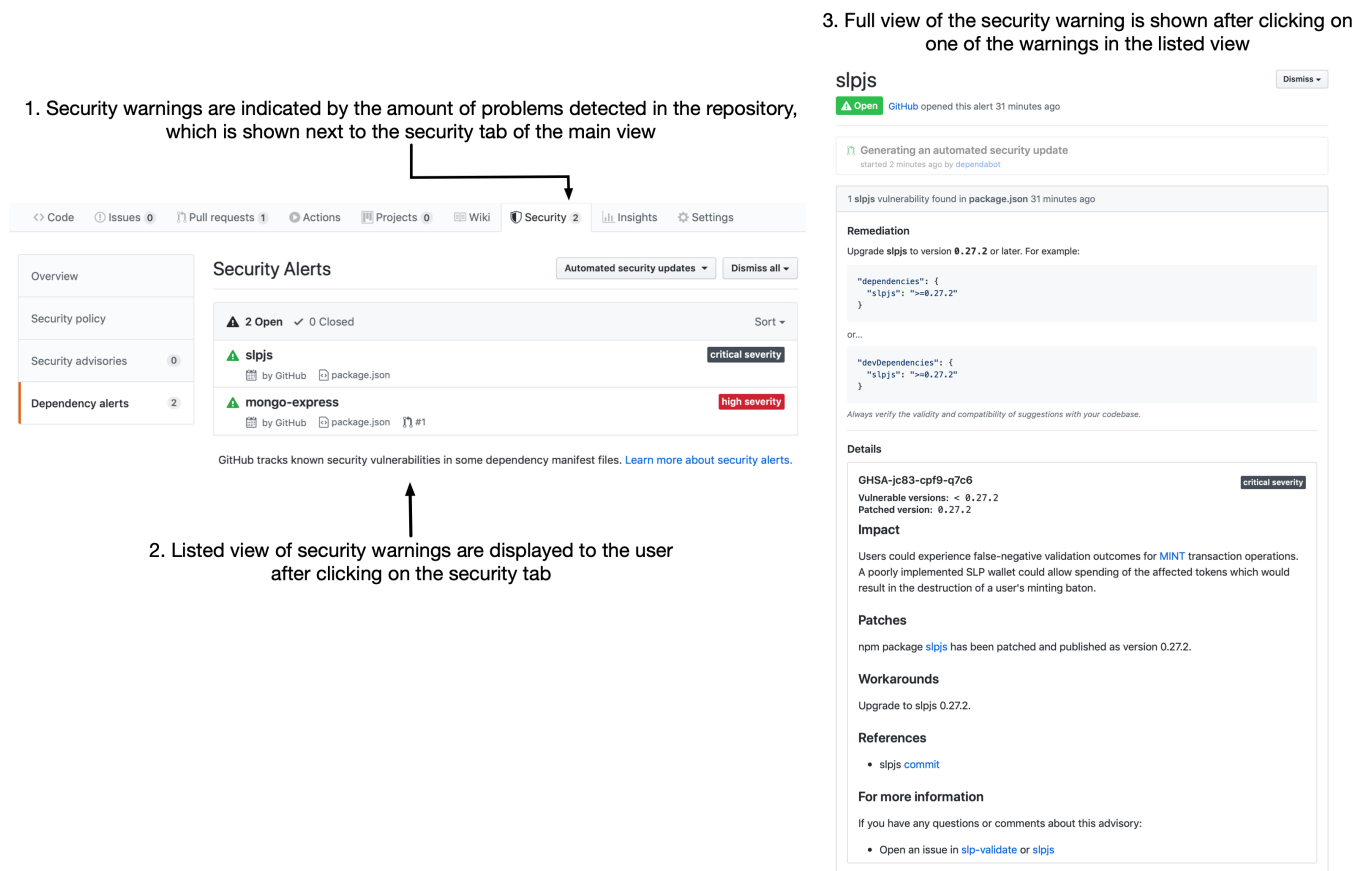 1. Security warnings are indicated by the amount of problems detected in the repository,
which is shown next to the security tab of the main view
Code Issues 0 Pull requests 1 Actions Projects 0 Wiki Security 2 Insights Settings
Overview
Security policy
Security advisories 0
Dependency alerts 2
Security Alerts Automated security updates Dismiss all
2 Open 0 Closed Sort
slpjs critical severity
by GitHub package.json
mongo-express high severity
by GitHub package.json #1
GitHub tracks known security vulnerabilities in some dependency manifest files. Learn more about security alerts.
2. Listed view of security warnings are displayed to the user
after clicking on the security tab
3. Full view of the security warning is shown after clicking on
one of the warnings in the listed view
slpjs Dismiss
Open GitHub opened this alert 31 minutes ago
Generating an automated security update
started 2 minutes ago by dependabot
1 slpjs vulnerability found in package.json 31 minutes ago
Remediation
Upgrade slpjs to version 0.27.2 or later. For example:
"dependencies": {
"slpjs": ">=0.27.2"
}
or...
"devDependencies": {
"slpjs": ">=0.27.2"
}
Always verify the validity and compatibility of suggestions with your codebase.
Details
GHSA-jc83-cpf9-q7c6 critical severity
Vulnerable versions: < 0.27.2
Patched version: 0.27.2
Impact
Users could experience false-negative validation outcomes for MINT transaction operations.
A poorly implemented SLP wallet could allow spending of the affected tokens which would
result in the destruction of a user's minting baton.
Patches
npm package slpjs has been patched and published as version 0.27.2.
Workarounds
Upgrade to slpjs 0.27.2.
References
• slpjs commit
For more information
If you have any questions or comments about this advisory:
• Open an issue in slp-validate or slpjs